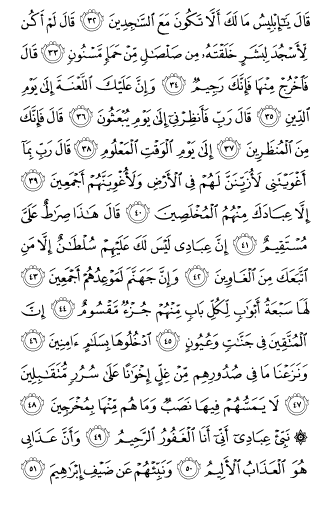 قَالَ يَـٰٓإِبْلِيسُ مَا لَكَ أَلَّا تَكُونَ مَعَ ٱلسَّـٰجِدِينَ ٣٢ قَالَ لَمْ أَكُن
لِّأَسْجُدَ لِبَشَرٍ خَلَقْتَهُۥ مِن صَلْصَـٰلٍ مِّنْ حَمَإٍ مَّسْنُونٍ ٣٣ قَالَ
فَٱخْرُجْ مِنْهَا فَإِنَّكَ رَجِيمٌ ٣٤ وَإِنَّ عَلَيْكَ ٱللَّعْنَةَ إِلَىٰ يَوْمِ
ٱلدِّينِ ٣٥ قَالَ رَبِّ فَأَنظِرْنِىٓ إِلَىٰ يَوْمِ يُبْعَثُونَ ٣٦ قَالَ فَإِنَّكَ
مِنَ ٱلْمُنظَرِينَ ٣٧ إِلَىٰ يَوْمِ ٱلْوَقْتِ ٱلْمَعْلُومِ ٣٨ قَالَ رَبِّ بِمَآ
أَغْوَيْتَنِى لَأُزَيِّنَنَّ لَهُمْ فِى ٱلْأَرْضِ وَلَأُغْوِيَنَّهُمْ أَجْمَعِينَ ٣٩
إِلَّا عِبَادَكَ مِنْهُمُ ٱلْمُخْلَصِينَ ٤٠ قَالَ هَـٰذَا صِرَٰطٌ عَلَىَّ
مُسْتَقِيمٌ ٤١ إِنَّ عِبَادِى لَيْسَ لَكَ عَلَيْهِمْ سُلْطَـٰنٌ إِلَّا مَنِ
ٱتَّبَعَكَ مِنَ ٱلْغَاوِينَ ٤٢ وَإِنَّ جَهَنَّمَ لَمَوْعِدُهُمْ أَجْمَعِينَ ٤٣
لَهَا سَبْعَةُ أَبْوَٰبٍ لِّكُلِّ بَابٍ مِّنْهُمْ جُزْءٌ مَّقْسُومٌ ٤٤ إِنَّ
ٱلْمُتَّقِينَ فِى جَنَّـٰتٍ وَعُيُونٍ ٤٥ ٱدْخُلُوهَا بِسَلَـٰمٍ ءَامِنِينَ ٤٦
وَنَزَعْنَا مَا فِى صُدُورِهِم مِّنْ غِلٍّ إِخْوَٰنًا عَلَىٰ سُرُرٍ مُّتَقَـٰبِلِينَ
٤٧ لَا يَمَسُّهُمْ فِيهَا نَصَبٌ وَمَا هُم مِّنْهَا بِمُخْرَجِينَ ٤٨
۞ نَبِّئْ عِبَادِىٓ أَنِّىٓ أَنَا ٱلْغَفُورُ ٱلرَّحِيمُ ٤٩ وَأَنَّ عَذَابِى
هُوَ ٱلْعَذَابُ ٱلْأَلِيمُ ٥٠ وَنَبِّئْهُمْ عَن ضَيْفِ إِبْرَٰهِيمَ ٥١